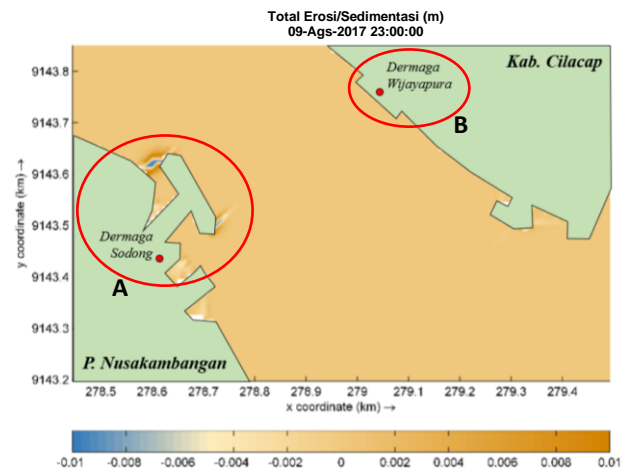 Total Erosi/Sedimentasi (m)
09-Ags-2017 23:00:00
9143.8
9143.7
9143.6
9143.5
9143.4
9143.3
9143.2
y coordinate (km) →
Dermaga
Wijayapura
Kab. Cilacap
B
Dermaga
Sodong
A
P. Nusakambangan
278.5 278.6 278.7 278.8 278.9 279 279.1 279.2 279.3 279.4
x coordinate (km) →
-0.01 -0.008 -0.006 -0.004 -0.002 0 0.002 0.004 0.006 0.008 0.01